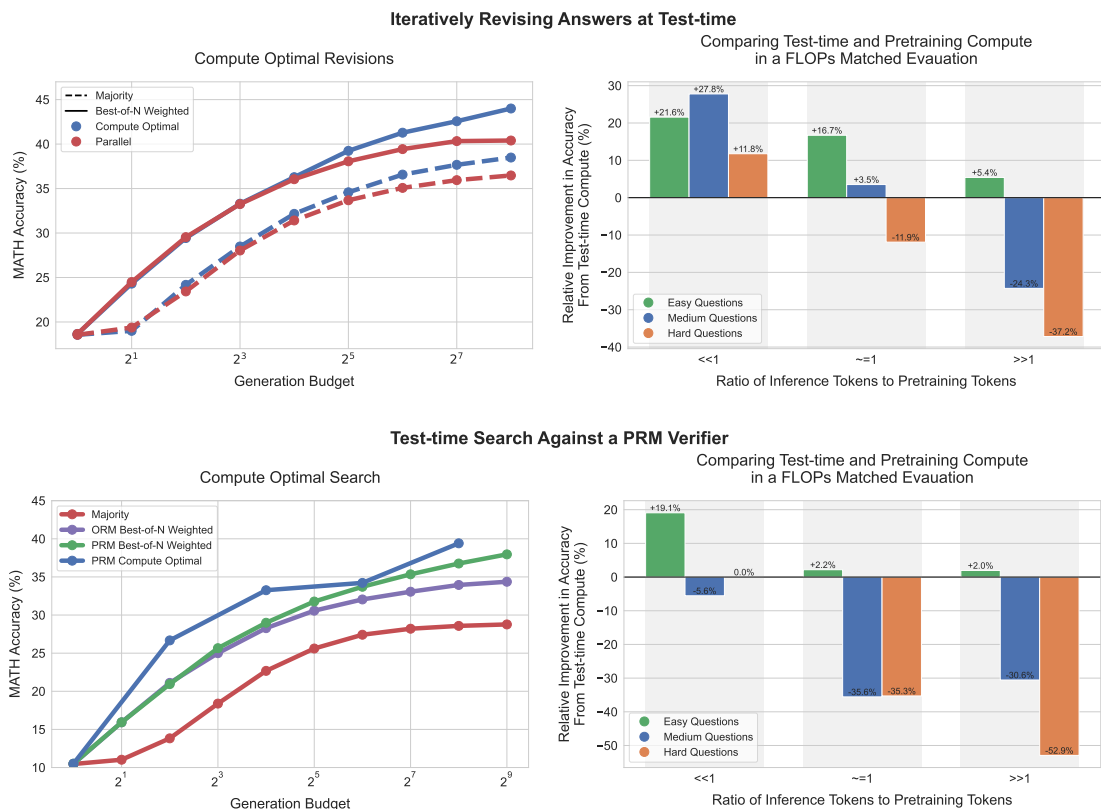 Iteratively Revising Answers at Test-time
Compute Optimal Revisions
45
40
35
30
25
20
MATH Accuracy (%)
Majority
Best-of-N Weighted
Compute Optimal
Parallel
2^1
2^3
2^5
2^7
Generation Budget
Comparing Test-time and Pretraining Compute
in a FLOPs Matched Evauation
30
20
10
0
−10
−20
−30
−40
Relative Improvement in Accuracy
From Test-time Compute (%)
+21.6%
+27.8%
+11.8%
+16.7%
+3.5%
-11.9%
+5.4%
-24.3%
-37.2%
Easy Questions
Medium Questions
Hard Questions
<<1
~=1
>>1
Ratio of Inference Tokens to Pretraining Tokens
Test-time Search Against a PRM Verifier
Compute Optimal Search
45
40
35
30
25
20
15
10
MATH Accuracy (%)
Majority
ORM Best-of-N Weighted
PRM Best-of-N Weighted
PRM Compute Optimal
2^1
2^3
2^5
2^7
2^9
Generation Budget
Comparing Test-time and Pretraining Compute
in a FLOPs Matched Evauation
20
10
0
−10
−20
−30
−40
−50
Relative Improvement in Accuracy
From Test-time Compute (%)
+19.1%
-5.6%
0.0%
+2.2%
-35.6%
-35.3%
+2.0%
-30.6%
-52.9%
Easy Questions
Medium Questions
Hard Questions
<<1
~=1
>>1
Ratio of Inference Tokens to Pretraining Tokens